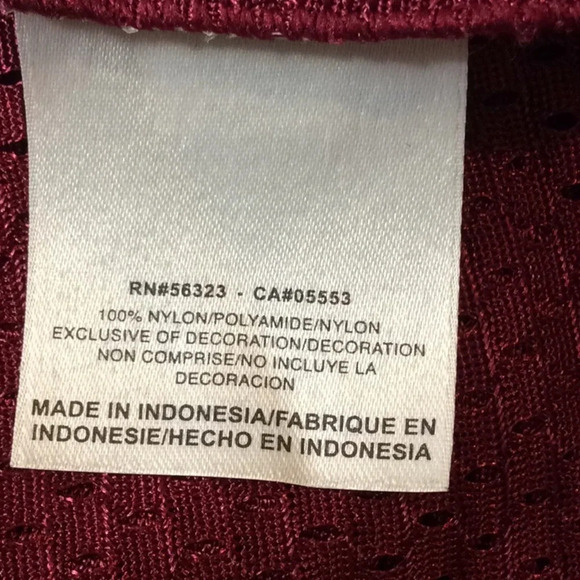 RN#56323 - CA#05553
100% NYLON/POLYAMIDE/NYLON
EXCLUSIVE OF DECORATION/DECORATION
NON COMPRISE/NO INCLUYE LA
DECORACION
MADE IN INDONESIA/FABRIQUE EN
INDONESIE/HECHO EN INDONESIA